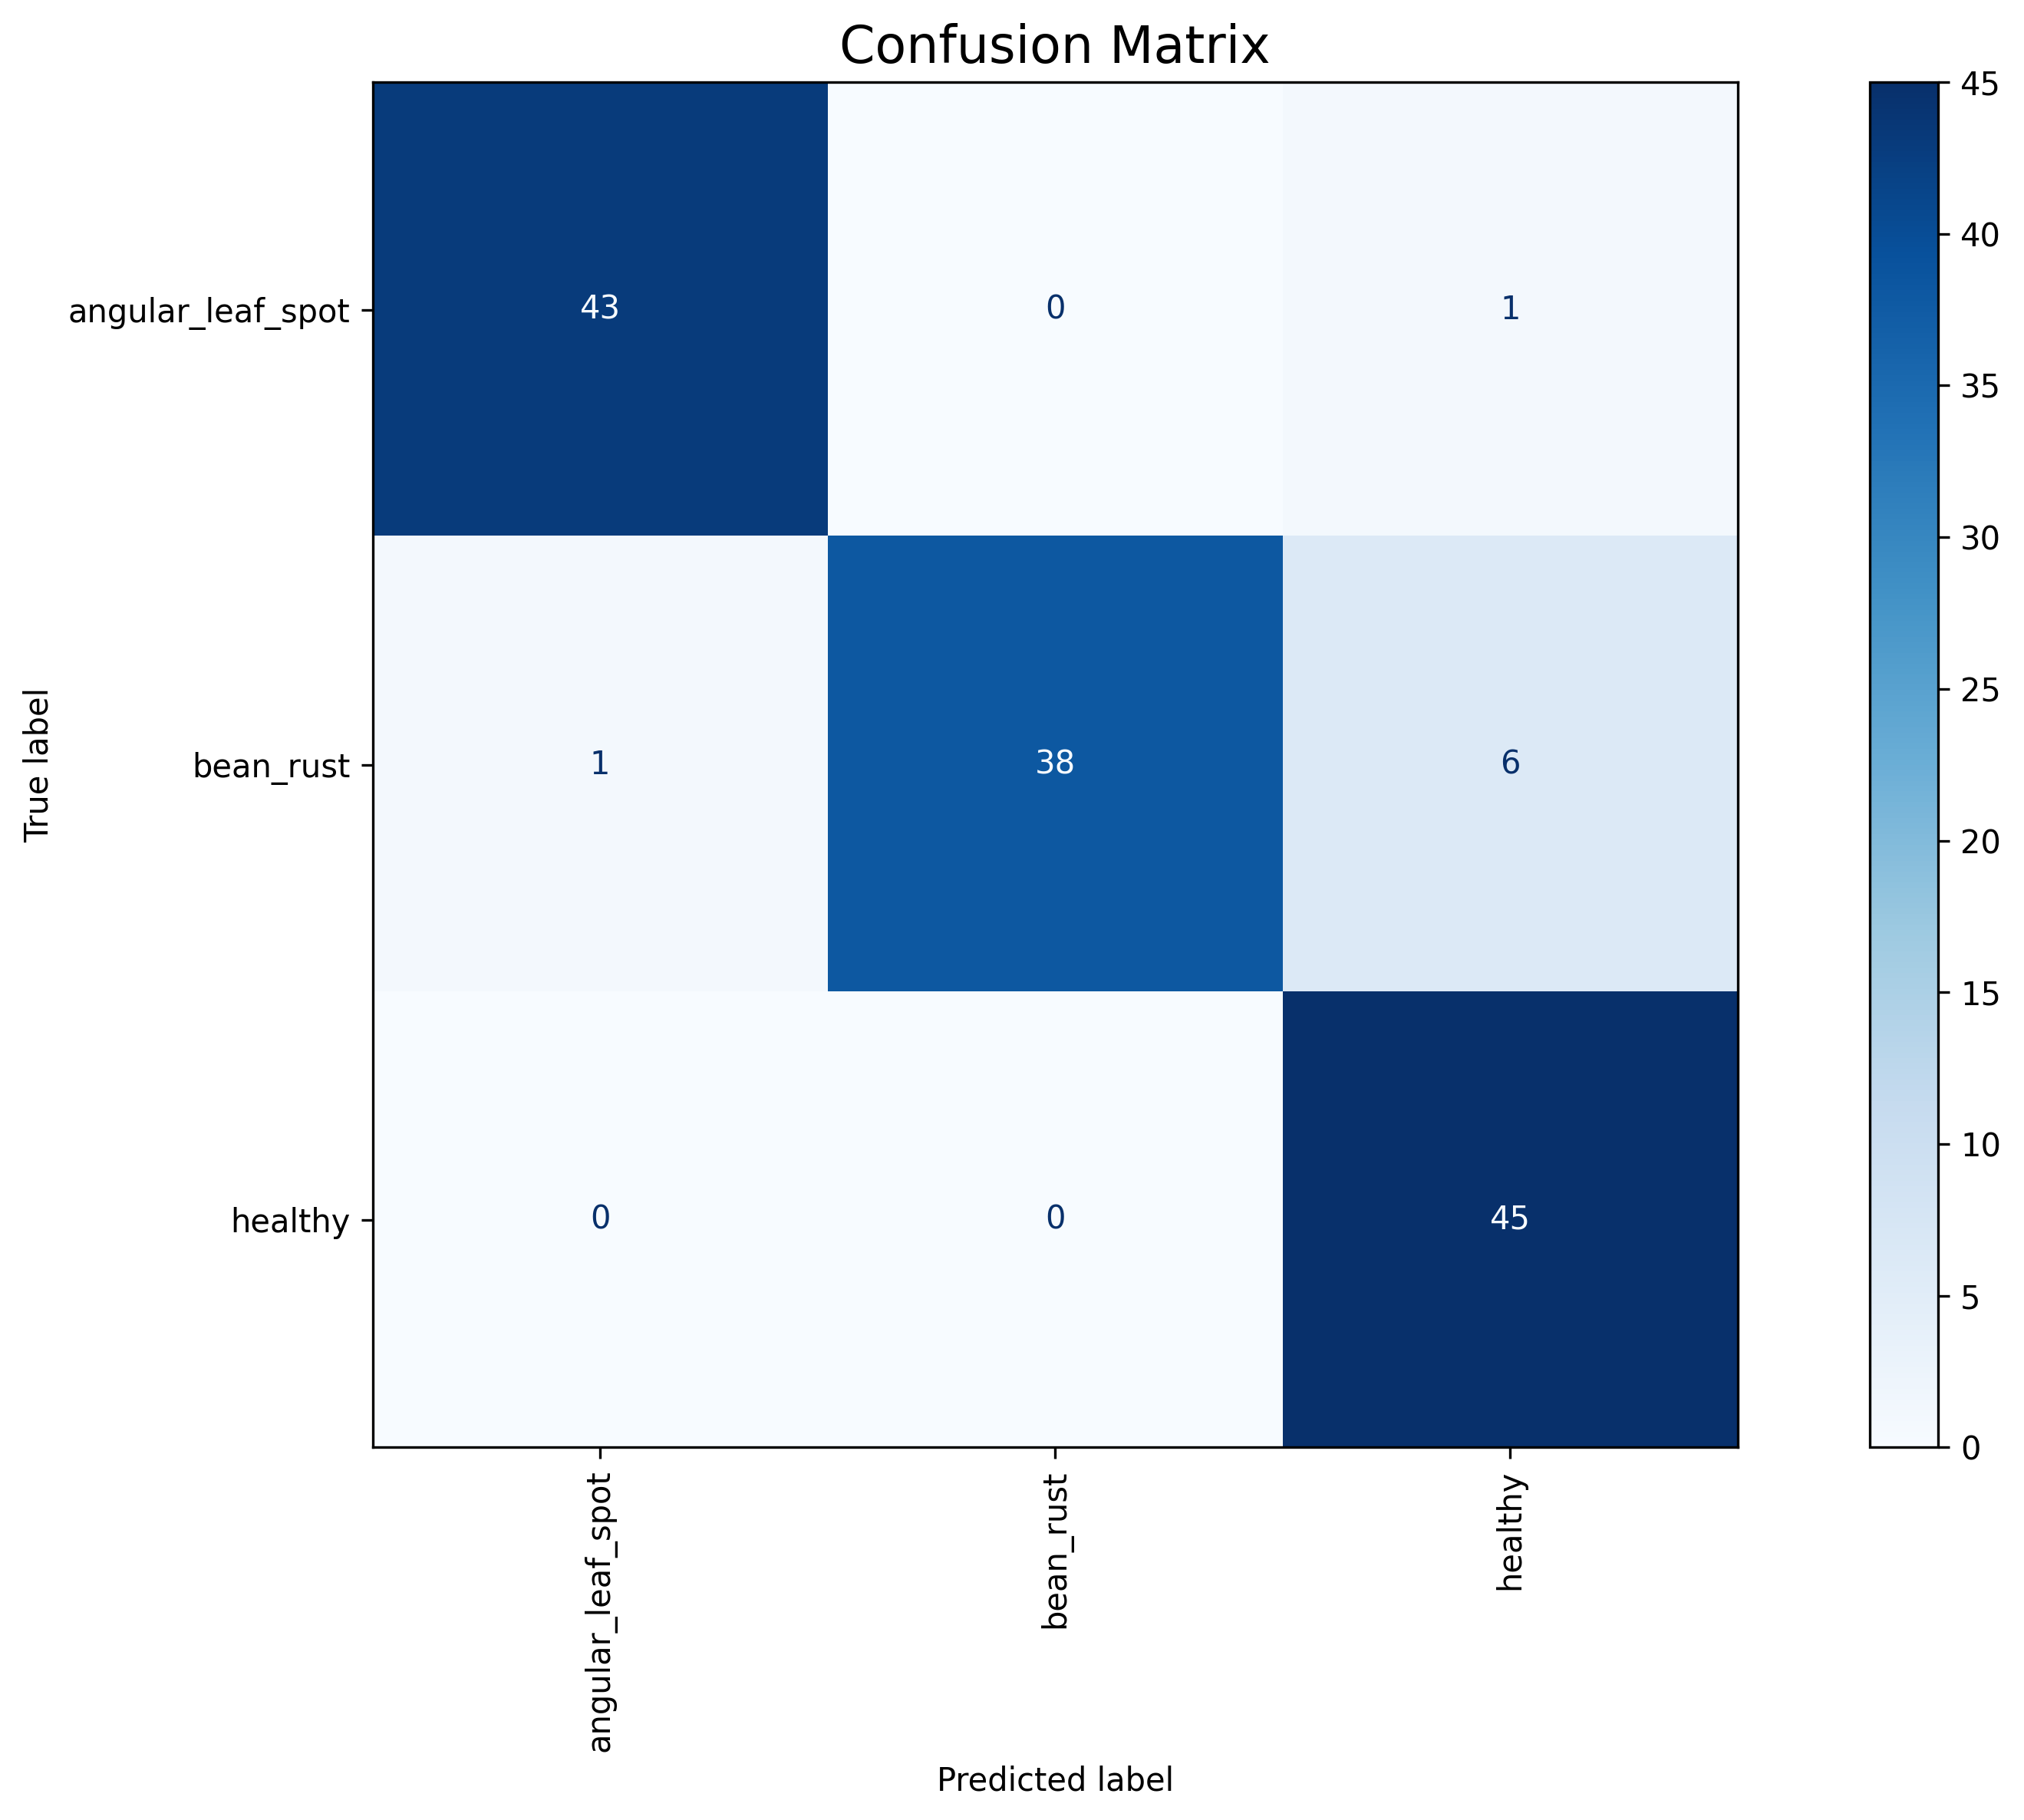 Confusion Matrix
True label
angular_leaf_spot 43 0 1
bean_rust 1 38 6
healthy 0 0 45
angular_leaf_spot bean_rust healthy
Predicted label
45
40
35
30
25
20
15
10
5
0